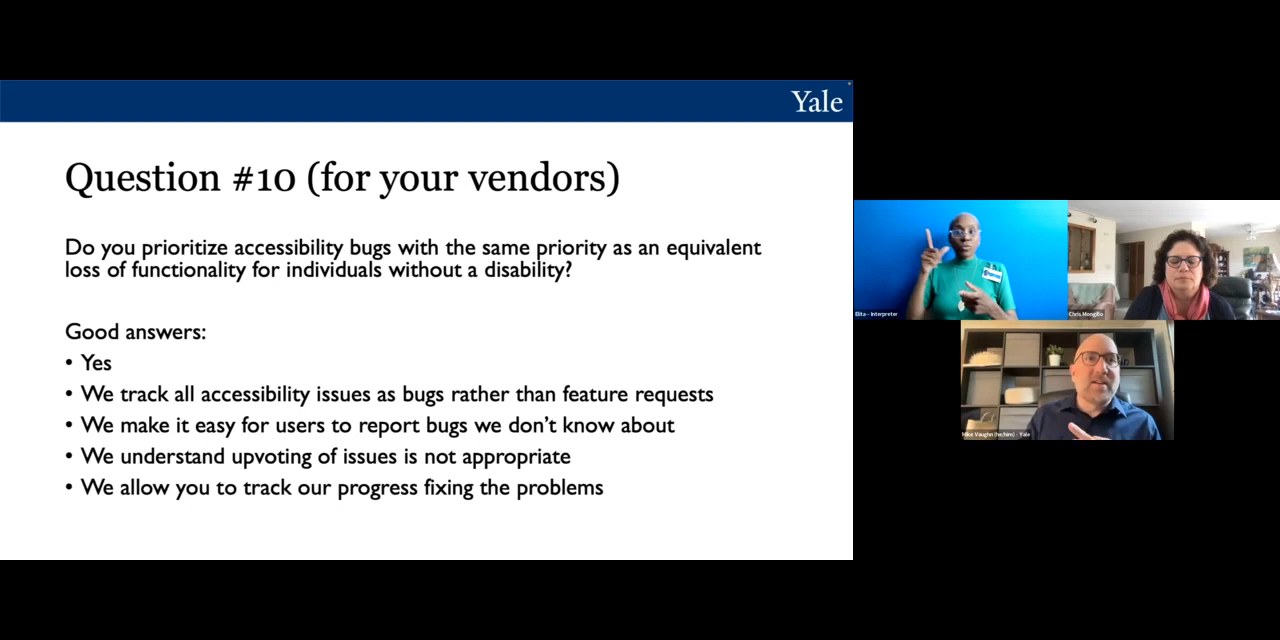 Yale
Question #10 (for your vendors)
Do you prioritize accessibility bugs with the same priority as an equivalent
loss of functionality for individuals without a disability?
Good answers:
• Yes
• We track all accessibility issues as bugs rather than feature requests
• We make it easy for users to report bugs we don’t know about
• We understand upvoting of issues is not appropriate
• We allow you to track our progress fixing the problems
Elita - Interpreter
Chris Mongillo
Mike Vaughn (he/him) - Yale